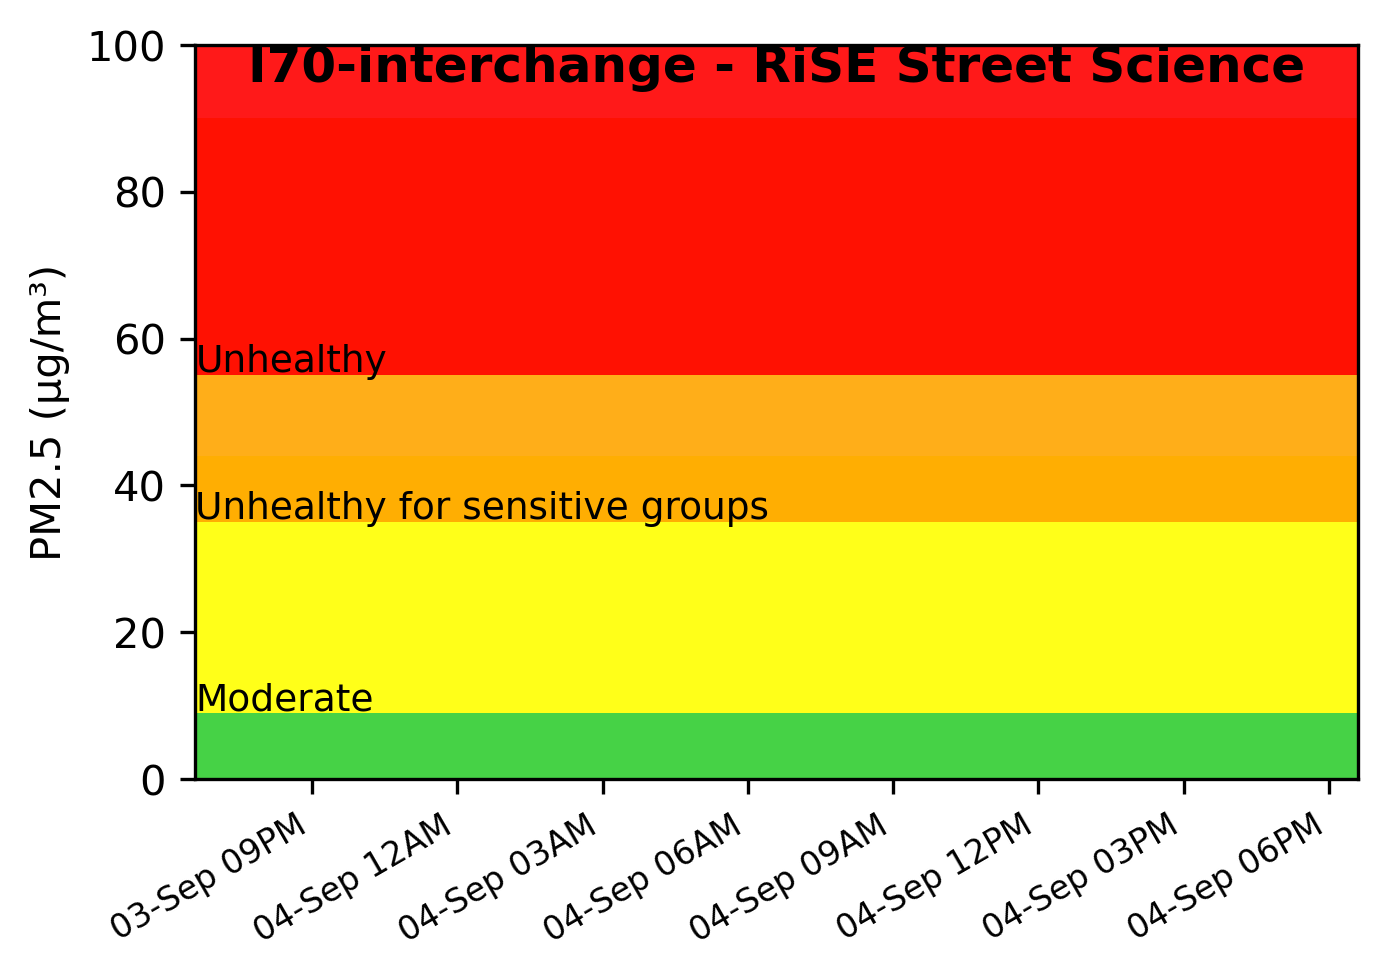 I70-interchange - RiSE Street Science
PM2.5 (µg/m³)
100
80
60
40
20
0
Unhealthy
Unhealthy for sensitive groups
Moderate
03-Sep 09PM
04-Sep 12AM
04-Sep 03AM
04-Sep 06AM
04-Sep 09AM
04-Sep 12PM
04-Sep 03PM
04-Sep 06PM